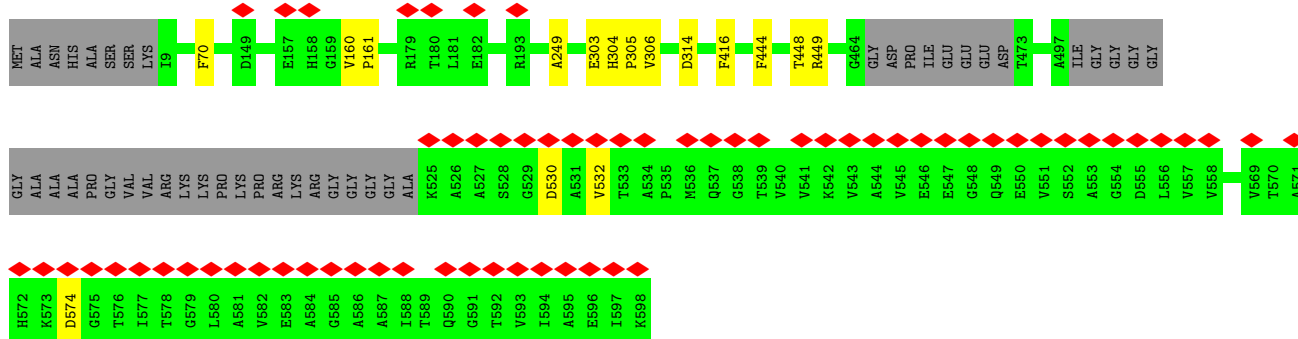 MET ALA ASN HIS ALA SER SER LYS I9 F70 D149 E157 H158 G159 V160 P161 R179 T180 L181 E182 R193 A249 E303 H304 P305 V306 D314 F416 F444 T448 R449 G464 GLY ASP PRO ILE GLU GLU GLU ASP T473 A497 ILE GLY GLY GLY GLY
GLY ALA ALA ALA PRO GLY VAL VAL ARG LYS LYS PRO LYS PRO ARG LYS ARG GLY GLY GLY GLY ALA K525 A526 A527 S528 G529 D530 A531 V532 T533 A534 P535 M536 Q537 G538 T539 V540 V541 K542 V543 A544 V545 E546 E547 G548 Q549 E550 V551 S552 A553 G554 D555 L556 V557 V558 V569 T570 A571
H572 K573 D574 G575 T576 I577 T578 G579 L580 A581 V582 E583 A584 G585 A586 A587 I588 T589 Q590 G591 T592 V593 I594 A595 E596 I597 K598